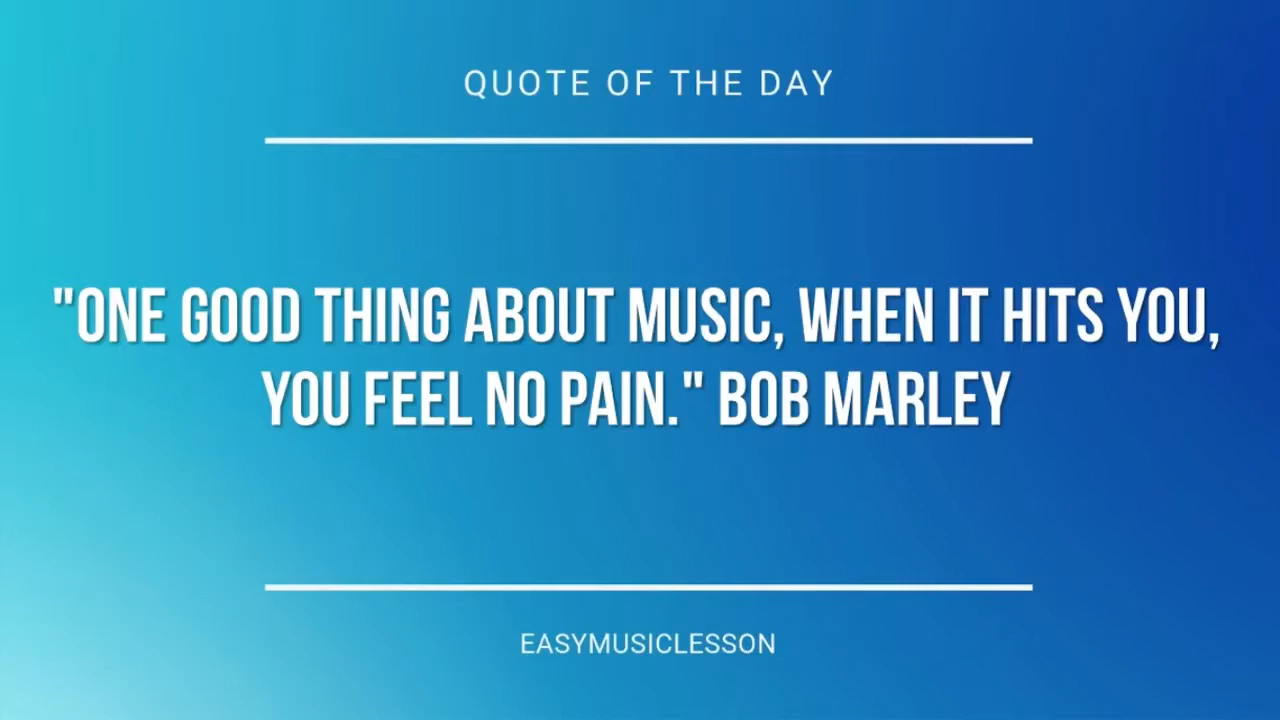 QUOTE OF THE DAY
"ONE GOOD THING ABOUT MUSIC, WHEN IT HITS YOU,
YOU FEEL NO PAIN." BOB MARLEY
EASYMUSICLESSON